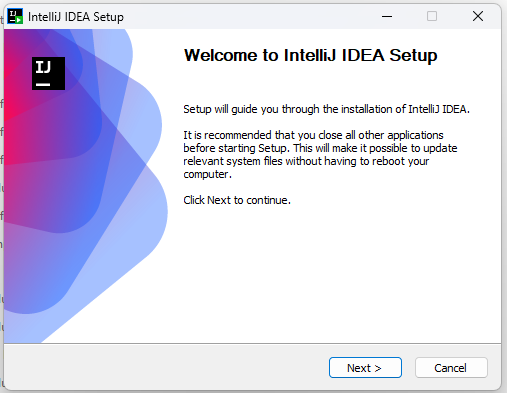 IntelliJ IDEA Setup
IJ
Welcome to IntelliJ IDEA Setup
Setup will guide you through the installation of IntelliJ IDEA.
It is recommended that you close all other applications
before starting Setup. This will make it possible to update
relevant system files without having to reboot your
computer.
Click Next to continue.
Next >
Cancel